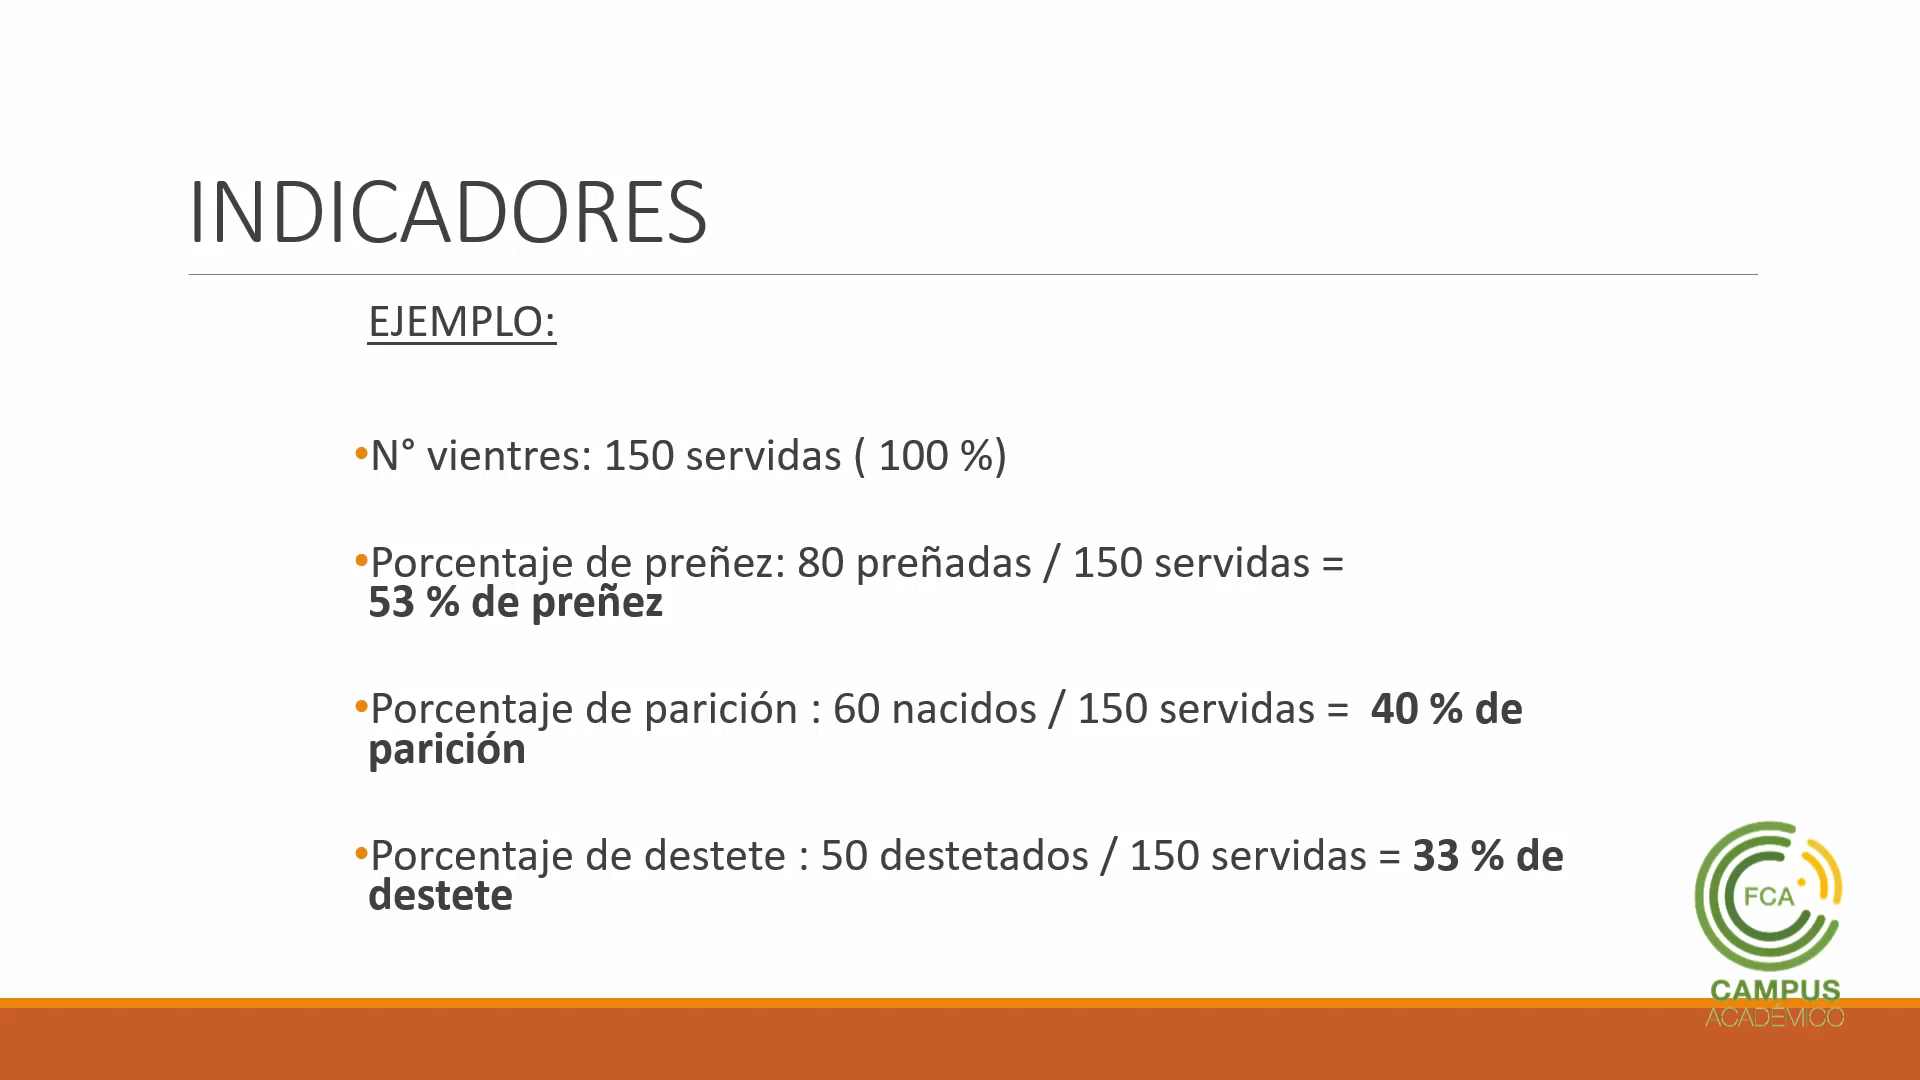 INDICADORES
EJEMPLO:
•N° vientres: 150 servidas ( 100 %)
•Porcentaje de preñez: 80 preñadas / 150 servidas =
53 % de preñez
•Porcentaje de parición : 60 nacidos / 150 servidas = 40 % de
parición
•Porcentaje de destete : 50 destetados / 150 servidas = 33 % de
destete
FCA
CAMPUS
ACADÉMICO